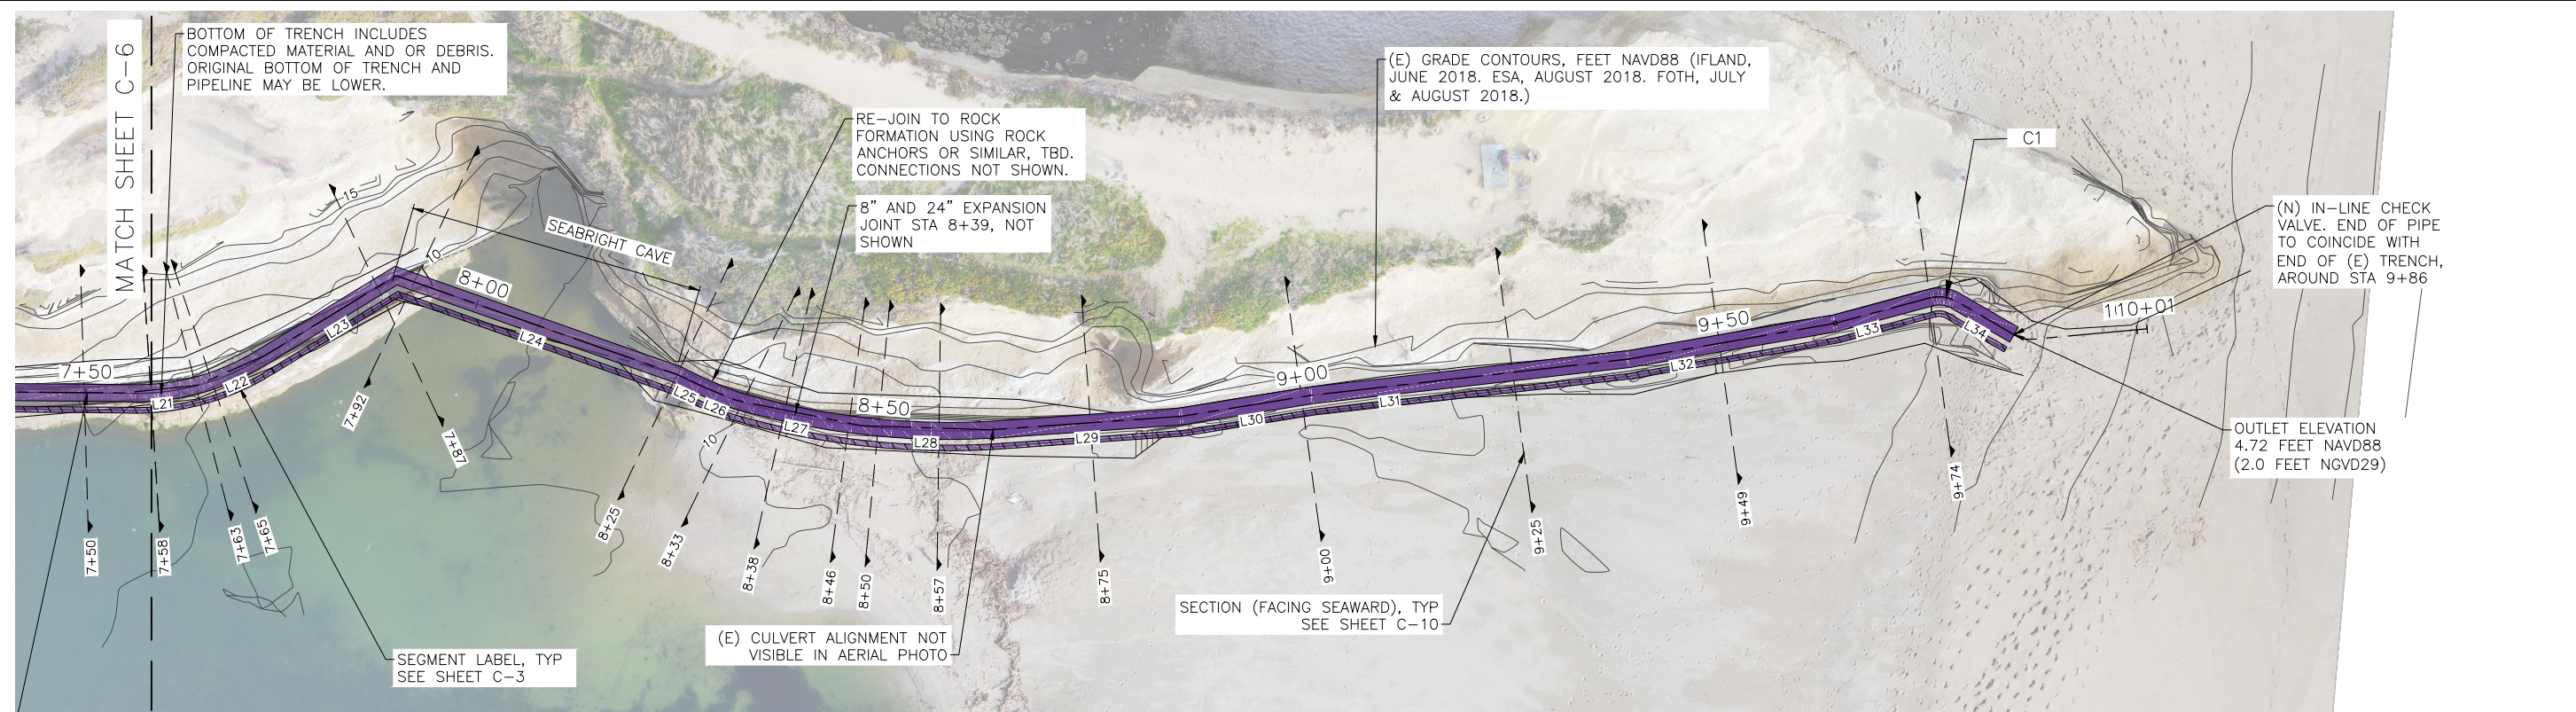 MATCH SHEET C-6
BOTTOM OF TRENCH INCLUDES
COMPACTED MATERIAL AND OR DEBRIS.
ORIGINAL BOTTOM OF TRENCH AND
PIPELINE MAY BE LOWER.
RE-JOIN TO ROCK
FORMATION USING ROCK
ANCHORS OR SIMILAR, TBD.
CONNECTIONS NOT SHOWN.
8" AND 24" EXPANSION
JOINT STA 8+39, NOT
SHOWN
(E) GRADE CONTOURS, FEET NAVD88 (IFLAND,
JUNE 2018. ESA, AUGUST 2018. FOTH, JULY
& AUGUST 2018.)
C1
(N) IN-LINE CHECK
VALVE. END OF PIPE
TO COINCIDE WITH
END OF (E) TRENCH,
AROUND STA 9+86
SEABRIGHT CAVE
15
10
10
7+50
8+00
8+50
9+00
9+50
10+01
L21
L22
L23
L24
L25
L26
L27
L28
L29
L30
L31
L32
L33
L34
7+50
7+58
7+63
7+65
7+92
7+87
8+25
8+33
8+38
8+46
8+50
8+57
8+75
9+00
9+25
9+49
9+74
OUTLET ELEVATION
4.72 FEET NAVD88
(2.0 FEET NGVD29)
SECTION (FACING SEAWARD), TYP
SEE SHEET C-10
(E) CULVERT ALIGNMENT NOT
VISIBLE IN AERIAL PHOTO
SEGMENT LABEL, TYP
SEE SHEET C-3